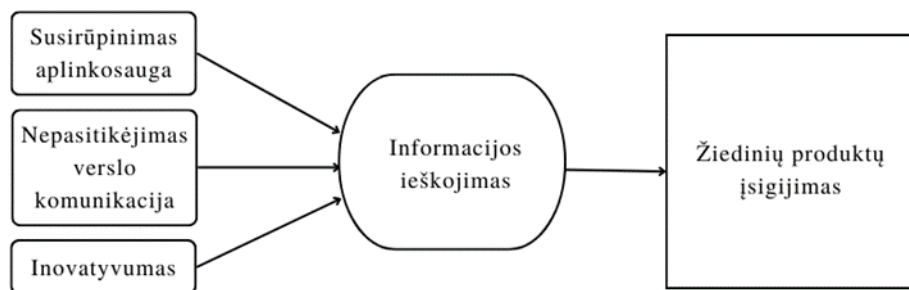 Susirūpinimas
aplinkosauga
Nepasitikėjimas
verslo
komunikacija
Inovatyvumas
Informacijos
ieškojimas
Žiedinių produktų
įsigijimas